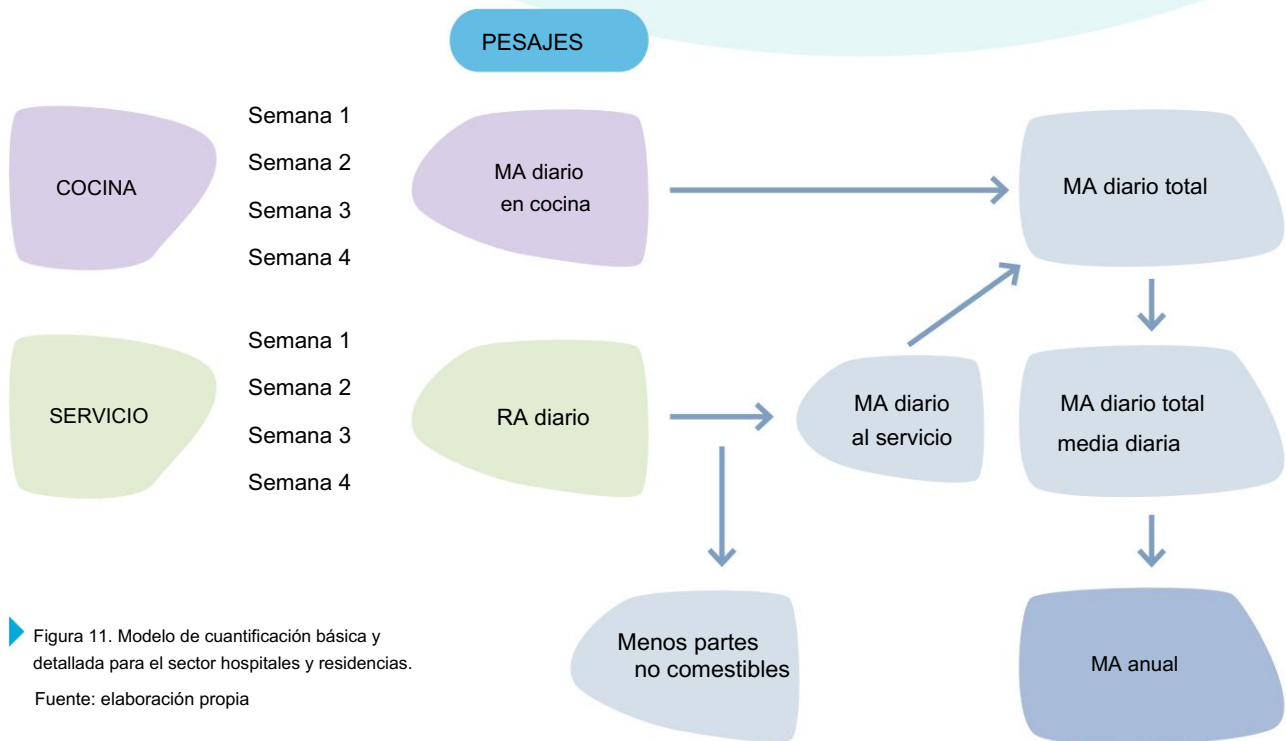 PESAJES
COCINA
Semana 1
Semana 2
Semana 3
Semana 4
MA diario
en cocina
MA diario total
SERVICIO
Semana 1
Semana 2
Semana 3
Semana 4
RA diario
MA diario
al servicio
MA diario total
media diaria
Menos partes
no comestibles
MA anual
Figura 11. Modelo de cuantificación básica y
detallada para el sector hospitales y residencias.
Fuente: elaboración propia